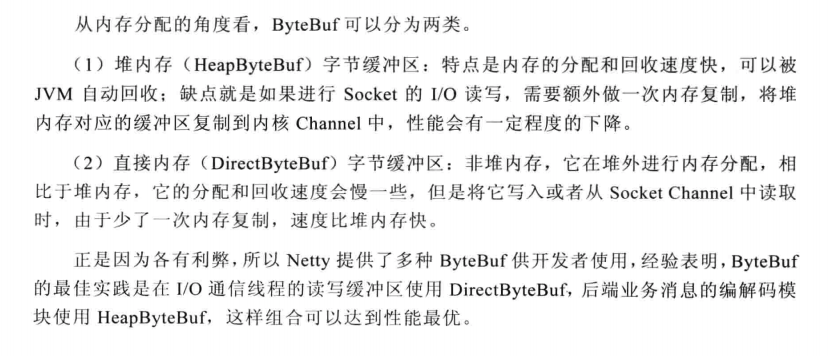 从内存分配的角度看，ByteBuf 可以分为两类。
（1）堆内存（HeapByteBuf）字节缓冲区：特点是内存的分配和回收速度快，可以被
JVM 自动回收；缺点就是如果进行 Socket 的 I/O 读写，需要额外做一次内存复制，将堆
内存对应的缓冲区复制到内核 Channel 中，性能会有一定程度的下降。
（2）直接内存（DirectByteBuf）字节缓冲区：非堆内存，它在堆外进行内存分配，相
比于堆内存，它的分配和回收速度会慢一些，但是将它写入或者从 Socket Channel 中读取
时，由于少了一次内存复制，速度比堆内存快。
正是因为各有利弊，所以 Netty 提供了多种 ByteBuf 供开发者使用，经验表明，ByteBuf
的最佳实践是在 I/O 通信线程的读写缓冲区使用 DirectByteBuf，后端业务消息的编解码模
块使用 HeapByteBuf，这样组合可以达到性能最优。